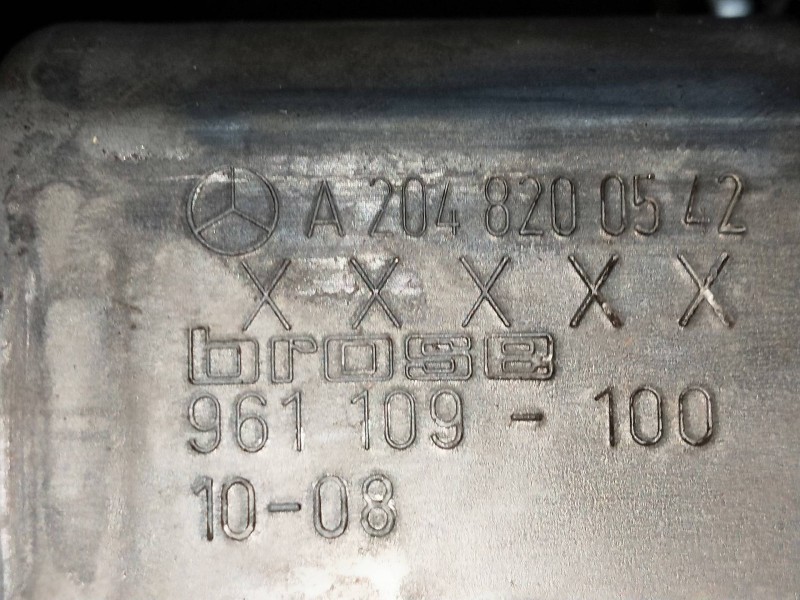 A 204 820 05 42
X X X X X
brose
961 109 - 100
10-08